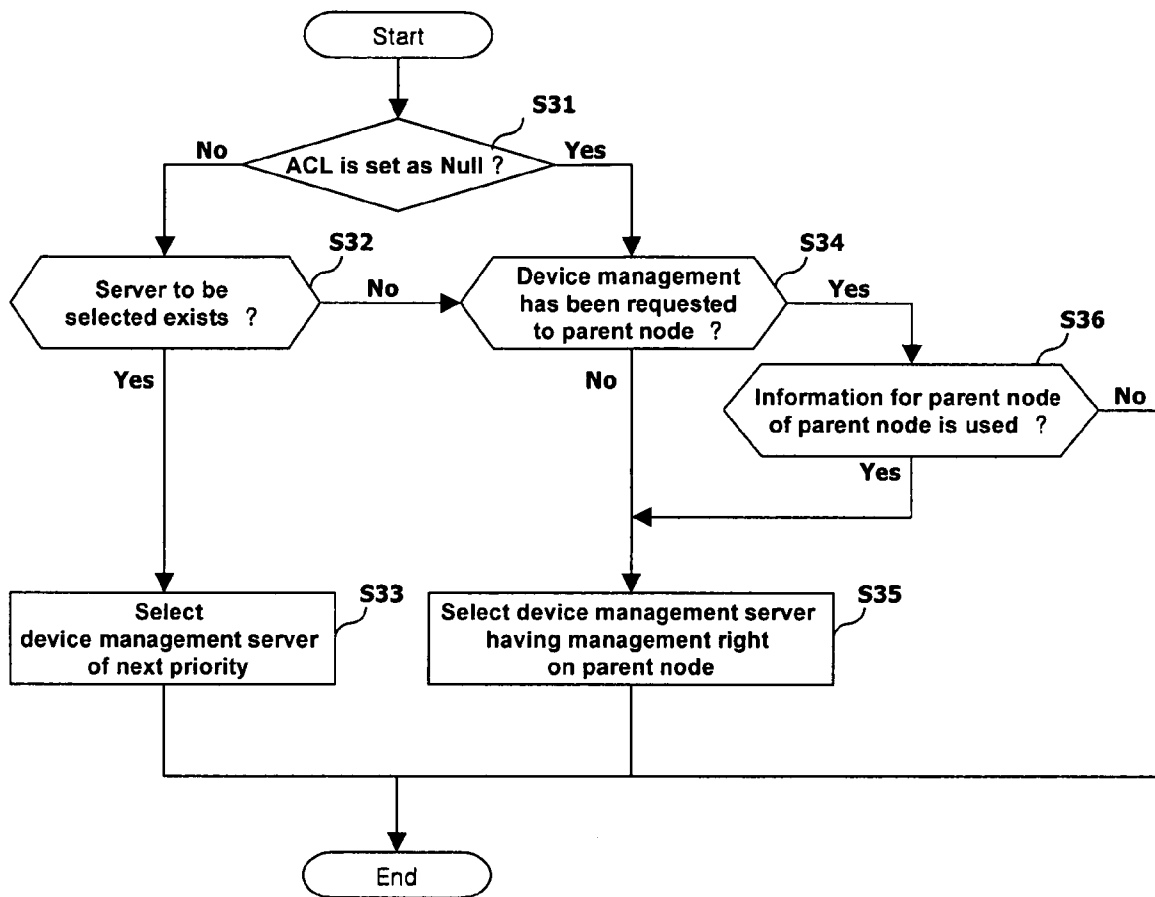 Start
S31
No
Yes
ACL is set as Null ?
S32
S34
Server to be
selected exists ?
No
Device management
has been requested
to parent node ?
Yes
S36
Yes
No
Information for parent node
of parent node is used ?
No
Yes
S33
S35
Select
device management server
of next priority
Select device management server
having management right
on parent node
End